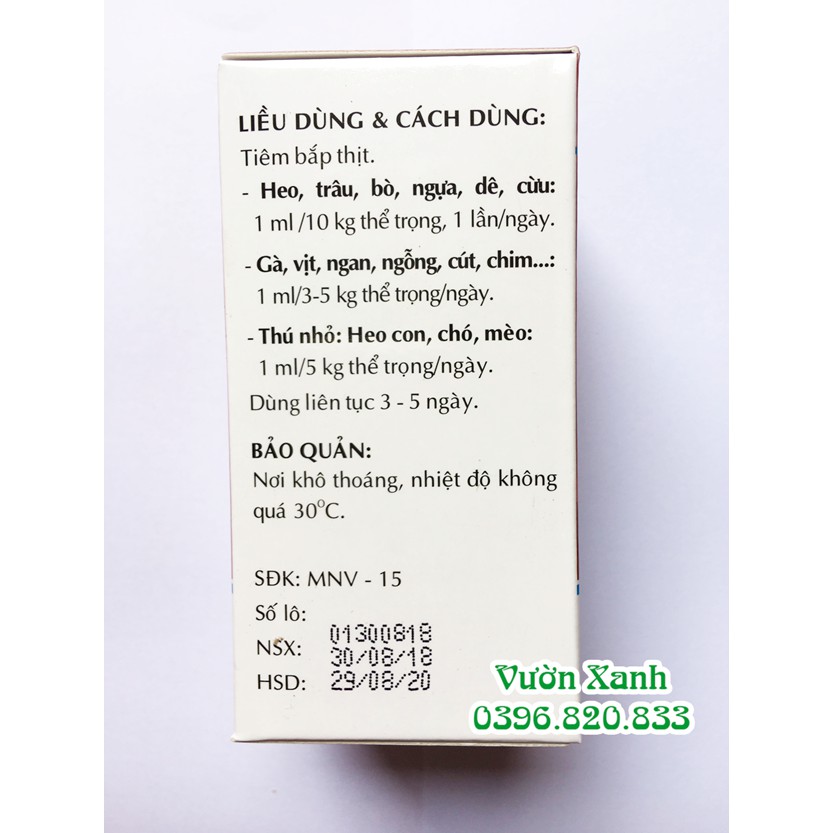 LIỀU DÙNG & CÁCH DÙNG:
Tiêm bắp thịt.
- Heo, trâu, bò, ngựa, dê, cừu:
1 ml /10 kg thể trọng, 1 lần/ngày.
- Gà, vịt, ngan, ngỗng, cút, chim...:
1 ml/3-5 kg thể trọng/ngày.
- Thú nhỏ: Heo con, chó, mèo:
1 ml/5 kg thể trọng/ngày.
Dùng liên tục 3 - 5 ngày.
BẢO QUẢN:
Nơi khô thoáng, nhiệt độ không
quá 30⁰C.
SĐK: MNV - 15
Số lô: 01300818
NSX: 30/08/18
HSD: 29/08/20
Vườn Xanh
0396.820.833